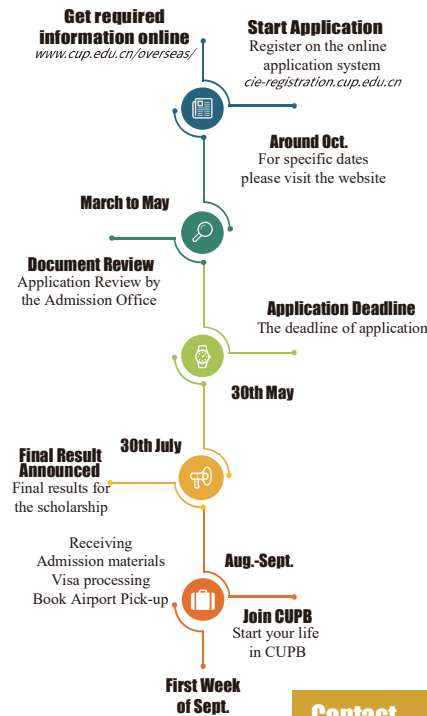 Get required
information online
www.cup.edu.cn/overseas/
Start Application
Register on the online
application system
cie-registration.cup.edu.cn
Around Oct.
For specific dates
please visit the website
March to May
Document Review
Application Review by
the Admission Office
Application Deadline
The deadline of application
30th May
30th July
Final Result
Announced
Final results for
the scholarship
Receiving
Admission materials
Visa processing
Book Airport Pick-up
Aug.-Sept.
Join CUPB
Start your life
in CUPB
First Week
of Sept.
Contact